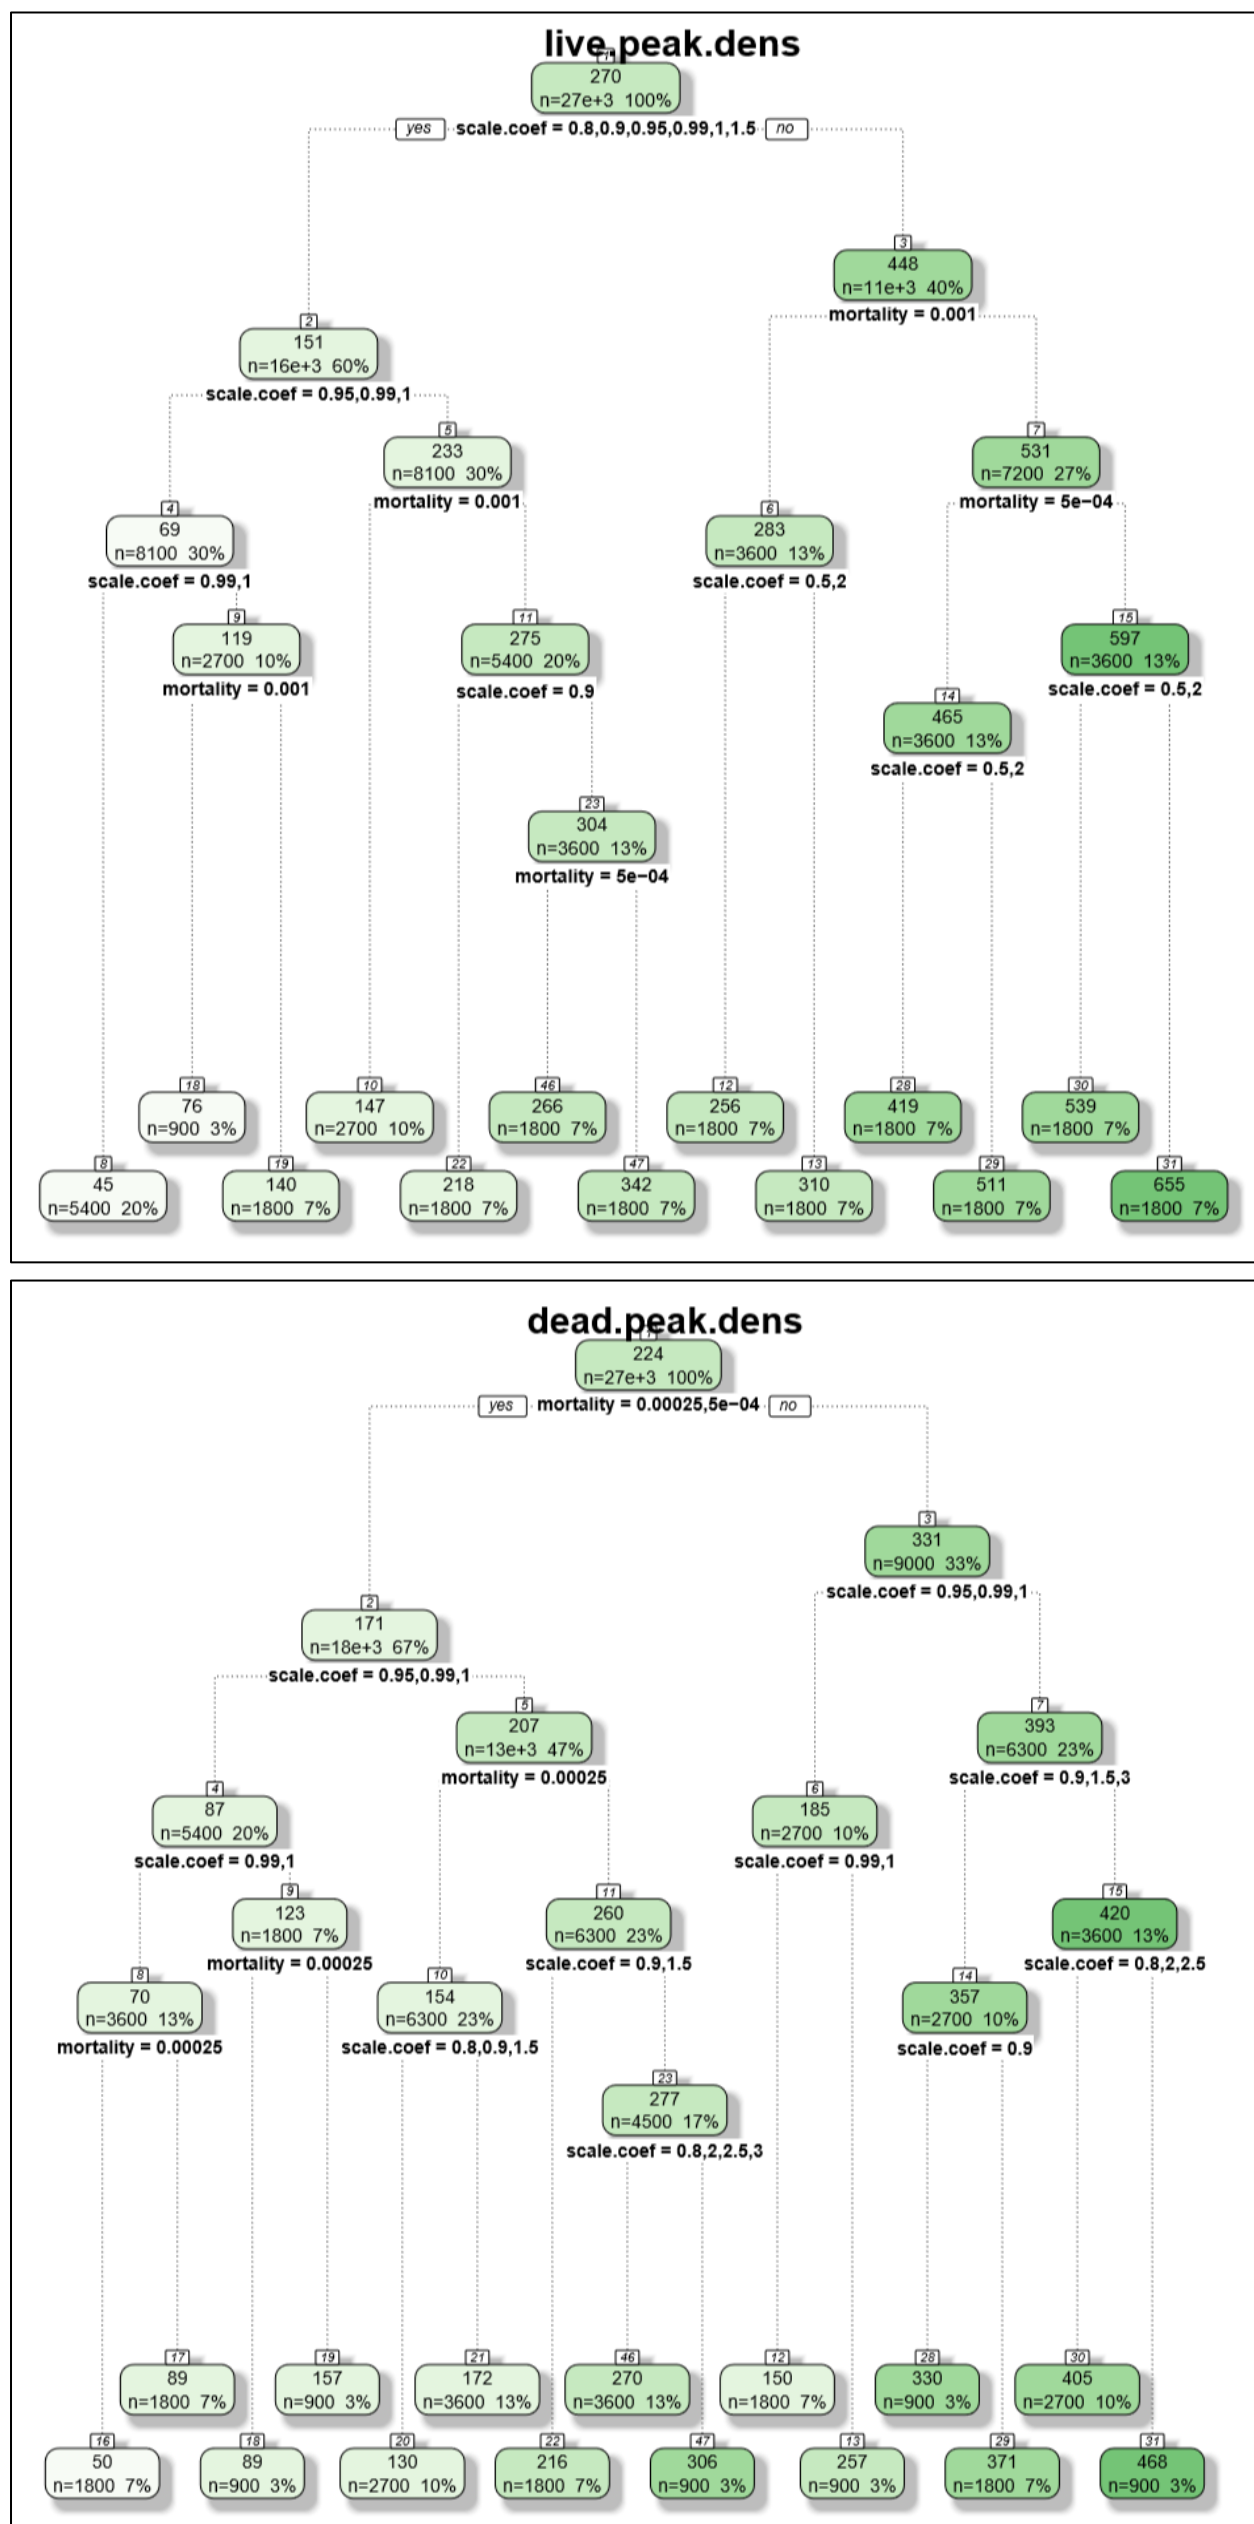 live.peak.dens
1
270
n=27e+3 100%
yes scale.coef = 0.8,0.9,0.95,0.99,1,1.5 no
3
448
n=11e+3 40%
mortality = 0.001
2
151
n=16e+3 60%
scale.coef = 0.95,0.99,1
5
233
n=8100 30%
mortality = 0.001
7
531
n=7200 27%
mortality = 5e−04
4
69
n=8100 30%
scale.coef = 0.99,1
6
283
n=3600 13%
scale.coef = 0.5,2
9
119
n=2700 10%
mortality = 0.001
11
275
n=5400 20%
scale.coef = 0.9
15
597
n=3600 13%
scale.coef = 0.5,2
14
465
n=3600 13%
scale.coef = 0.5,2
23
304
n=3600 13%
mortality = 5e−04
18
76
n=900 3%
10
147
n=2700 10%
46
266
n=1800 7%
12
256
n=1800 7%
28
419
n=1800 7%
30
539
n=1800 7%
8
45
n=5400 20%
19
140
n=1800 7%
22
218
n=1800 7%
47
342
n=1800 7%
13
310
n=1800 7%
29
511
n=1800 7%
31
655
n=1800 7%
dead.peak.dens
1
224
n=27e+3 100%
yes mortality = 0.00025,5e−04 no
3
331
n=9000 33%
scale.coef = 0.95,0.99,1
2
171
n=18e+3 67%
scale.coef = 0.95,0.99,1
5
207
n=13e+3 47%
mortality = 0.00025
7
393
n=6300 23%
scale.coef = 0.9,1.5,3
4
87
n=5400 20%
scale.coef = 0.99,1
6
185
n=2700 10%
scale.coef = 0.99,1
9
123
n=1800 7%
mortality = 0.00025
11
260
n=6300 23%
scale.coef = 0.9,1.5
15
420
n=3600 13%
scale.coef = 0.8,2,2.5
8
70
n=3600 13%
mortality = 0.00025
10
154
n=6300 23%
scale.coef = 0.8,0.9,1.5
14
357
n=2700 10%
scale.coef = 0.9
23
277
n=4500 17%
scale.coef = 0.8,2,2.5,3
17
89
n=1800 7%
19
157
n=900 3%
21
172
n=3600 13%
46
270
n=3600 13%
12
150
n=1800 7%
28
330
n=900 3%
30
405
n=2700 10%
16
50
n=1800 7%
18
89
n=900 3%
20
130
n=2700 10%
22
216
n=1800 7%
47
306
n=900 3%
13
257
n=900 3%
29
371
n=1800 7%
31
468
n=900 3%